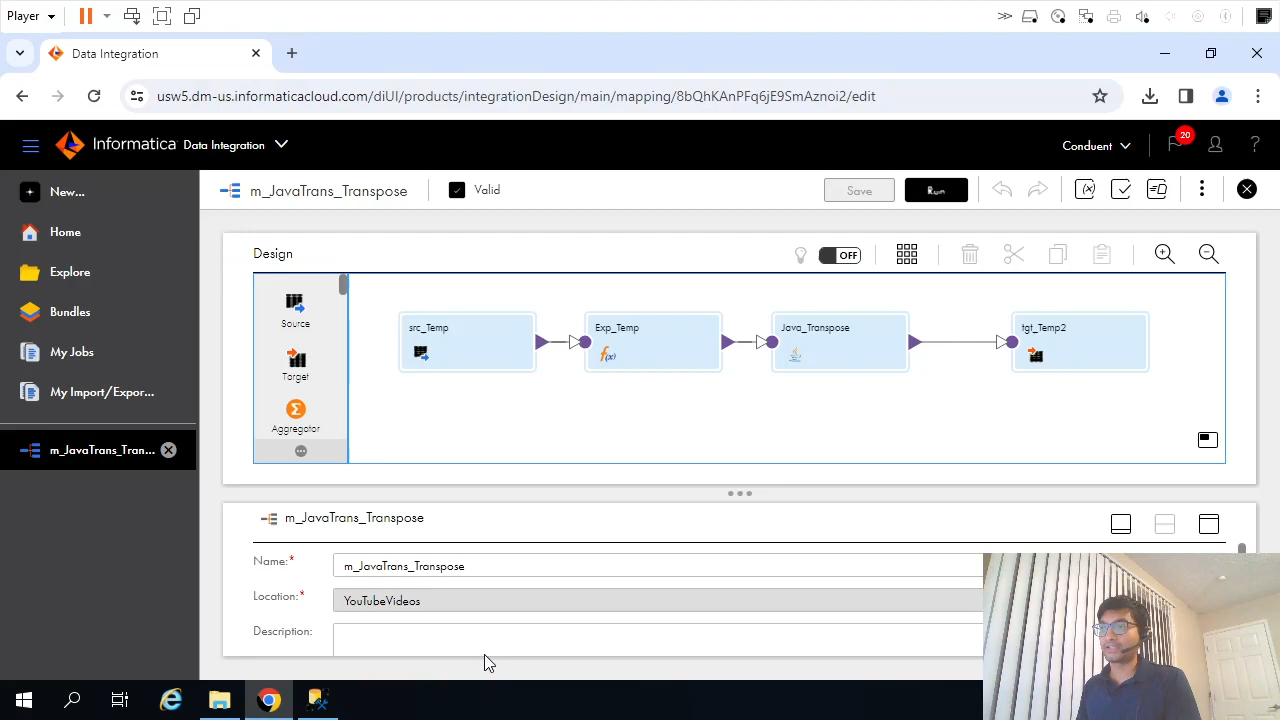 Player
Data Integration
usw5.dm-us.informaticacloud.com/diUI/products/integrationDesign/main/mapping/8bQhKAnPFq6jE9SmAznoi2/edit
Informatica Data Integration
Conduent
20
New...
Home
Explore
Bundles
My Jobs
My Import/Expor...
m_JavaTrans_Tran...
m_JavaTrans_Transpose
Valid
Save
Run
Design
OFF
Source
Target
Aggregator
src_Temp
Exp_Temp
f(x)
Java_Transpose
tgt_Temp2
m_JavaTrans_Transpose
Name:* m_JavaTrans_Transpose
Location:* YouTubeVideos
Description: